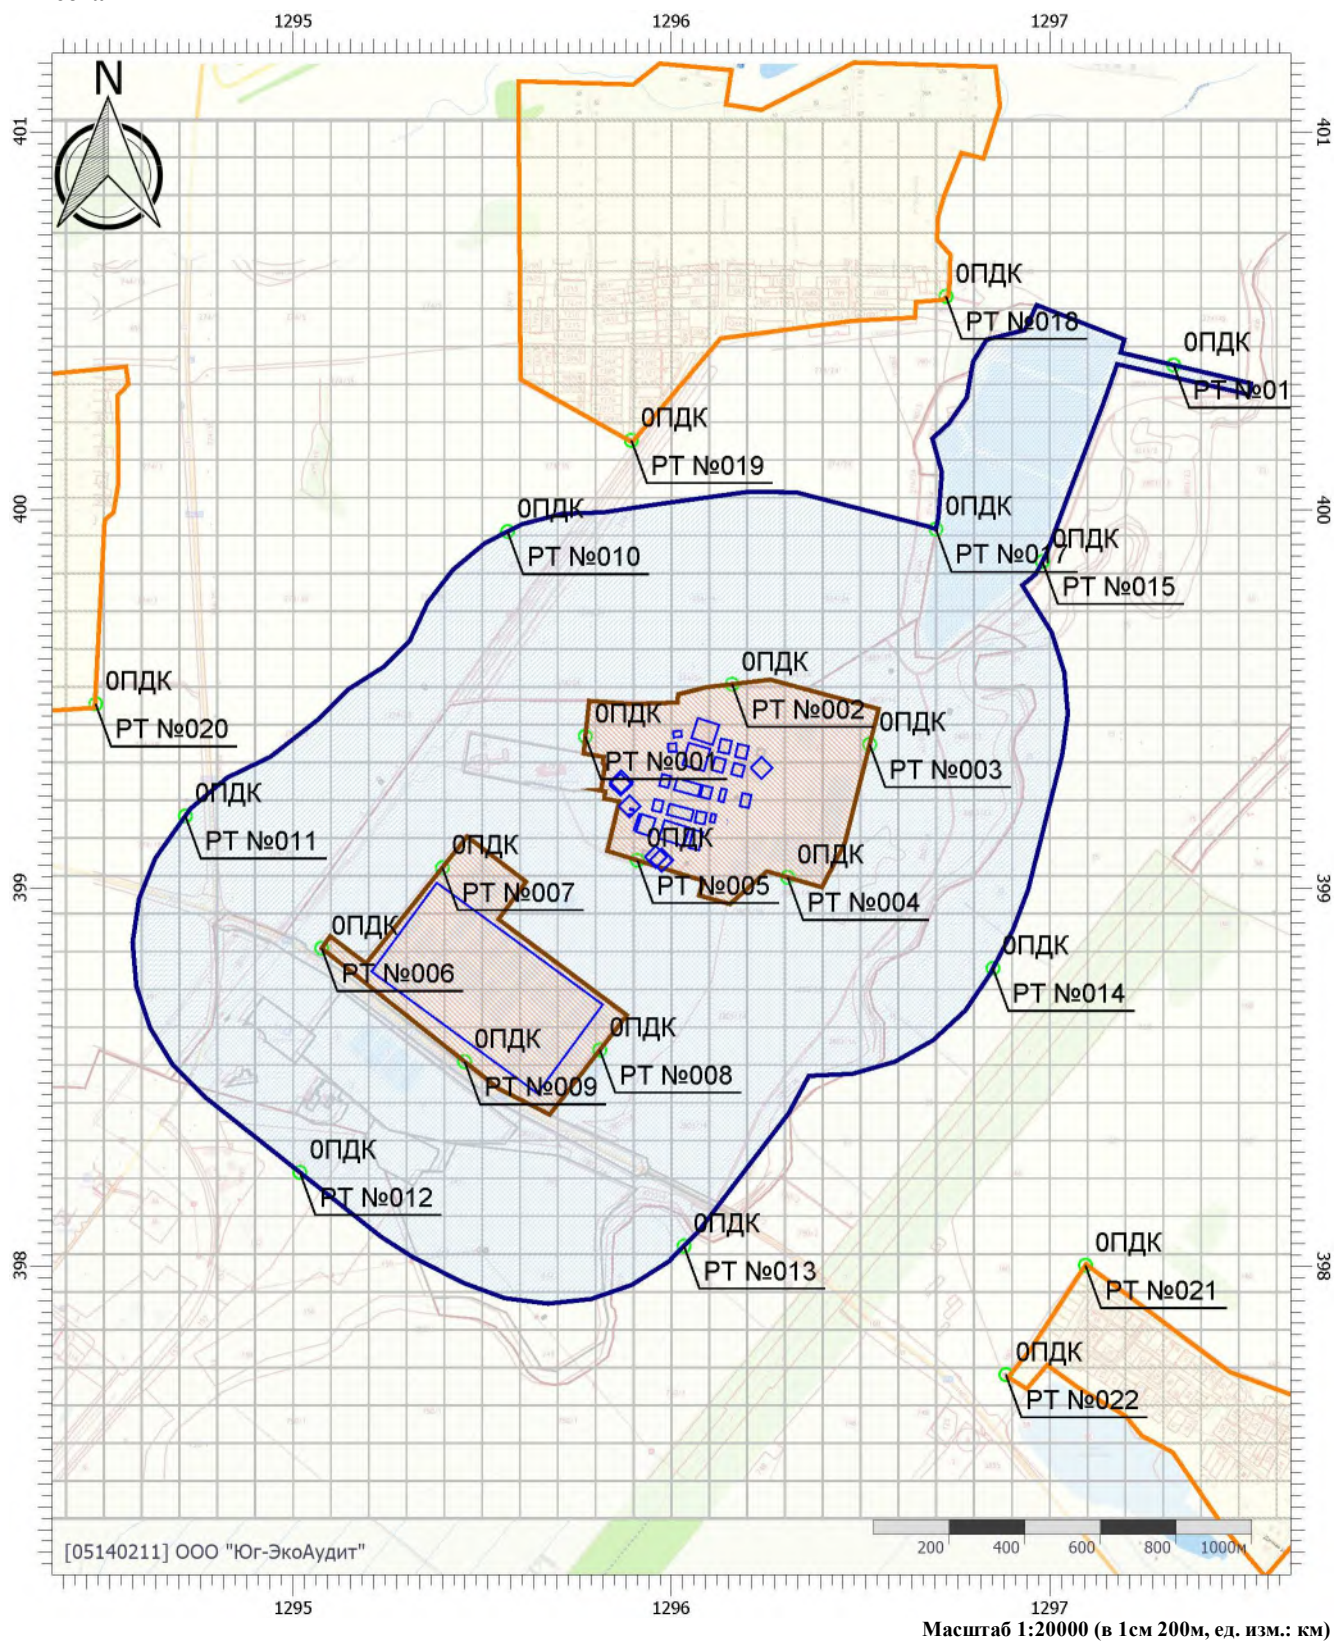 1295 1296 1297
N
401 401
0ПДК
РТ №018
0ПДК
РТ №01
0ПДК
РТ №019
400 400
0ПДК
РТ №010
0ПДК
РТ №017
0ПДК
РТ №015
0ПДК
РТ №002
0ПДК
РТ №020
0ПДК
РТ №001
0ПДК
РТ №003
0ПДК
РТ №011
0ПДК
РТ №005
0ПДК
РТ №007
0ПДК
РТ №004
399 399
0ПДК
РТ №006
0ПДК
РТ №014
0ПДК
РТ №008
0ПДК
РТ №009
0ПДК
РТ №012
0ПДК
РТ №013
398 398
0ПДК
РТ №021
0ПДК
РТ №022
[05140211] ООО "Юг-ЭкоАудит"
200 400 600 800 1000м
1295 1296 1297
Масштаб 1:20000 (в 1см 200м, ед. изм.: км)